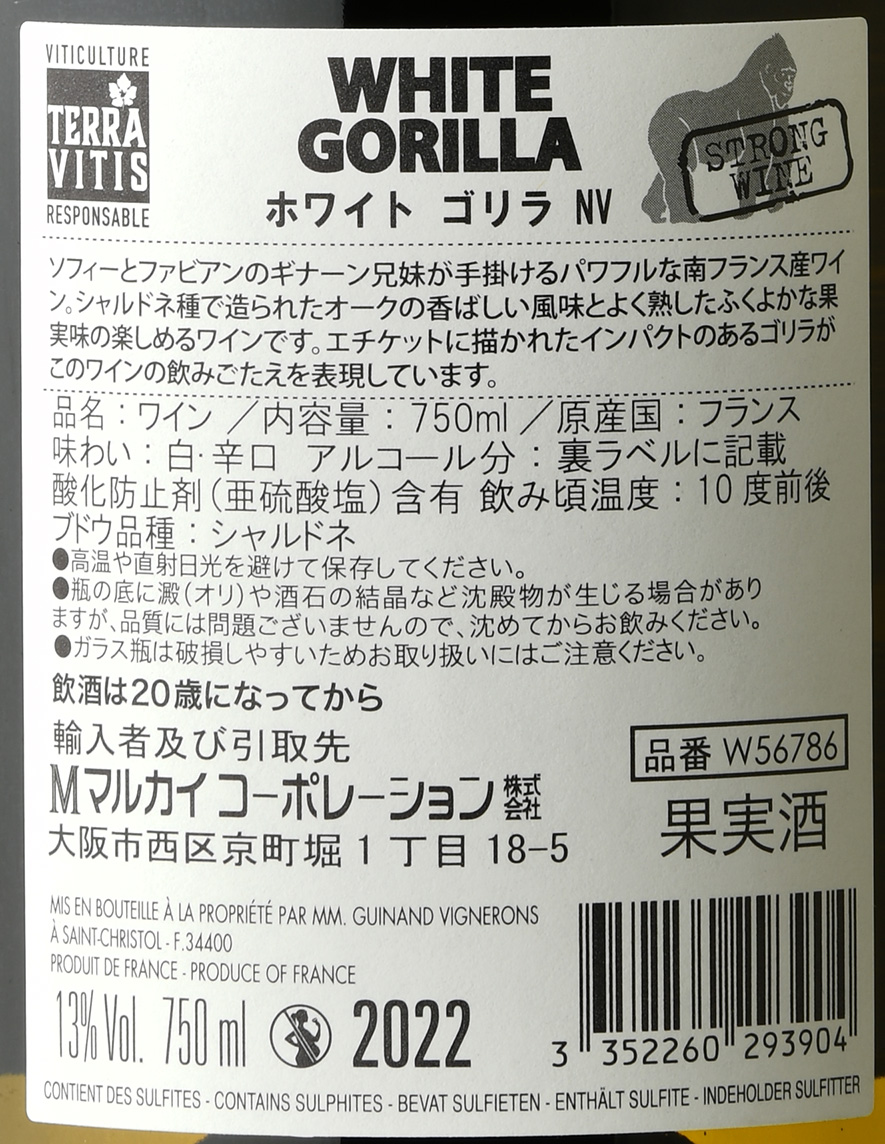 VITICULTURE
TERRA
VITIS
RESPONSABLE
WHITE
GORILLA
ホワイト ゴリラ NV
STRONG
WINE
ソフィーとファビアンのギナーン兄妹が手掛けるパワフルな南フランス産ワイ
ン。シャルドネ種で造られたオークの香ばしい風味とよく熟したふくよかな果
実味の楽しめるワインです。エチケットに描かれたインパクトのあるゴリラが
このワインの飲みごたえを表現しています。
品名：ワイン ／内容量：750ml ／原産国：フランス
味わい：白·辛口 アルコール分：裏ラベルに記載
酸化防止剤(亜硫酸塩)含有 飲み頃温度：10度前後
ブドウ品種：シャルドネ
●高温や直射日光を避けて保存してください。
●瓶の底に澱(オリ)や酒石の結晶など沈殿物が生じる場合があり
ますが、品質には問題ございませんので、沈めてからお飲みください。
●ガラス瓶は破損しやすいためお取り扱いにはご注意ください。
飲酒は20歳になってから
輸入者及び引取先
Mマルカイ コーポレーション 株式会社
大阪市西区京町堀1丁目18-5
品番 W56786
果実酒
MIS EN BOUTEILLE À LA PROPRIÉTÉ PAR MM. GUINAND VIGNERONS
À SAINT-CHRISTOL - F.34400
PRODUIT DE FRANCE - PRODUCE OF FRANCE
13% Vol. 750 ml 2022
3 352260 293904
CONTIENT DES SULFITES - CONTAINS SULPHITES - BEVAT SULFIETEN - ENTHÄLT SULFITE - INDEHOLDER SULFITTER